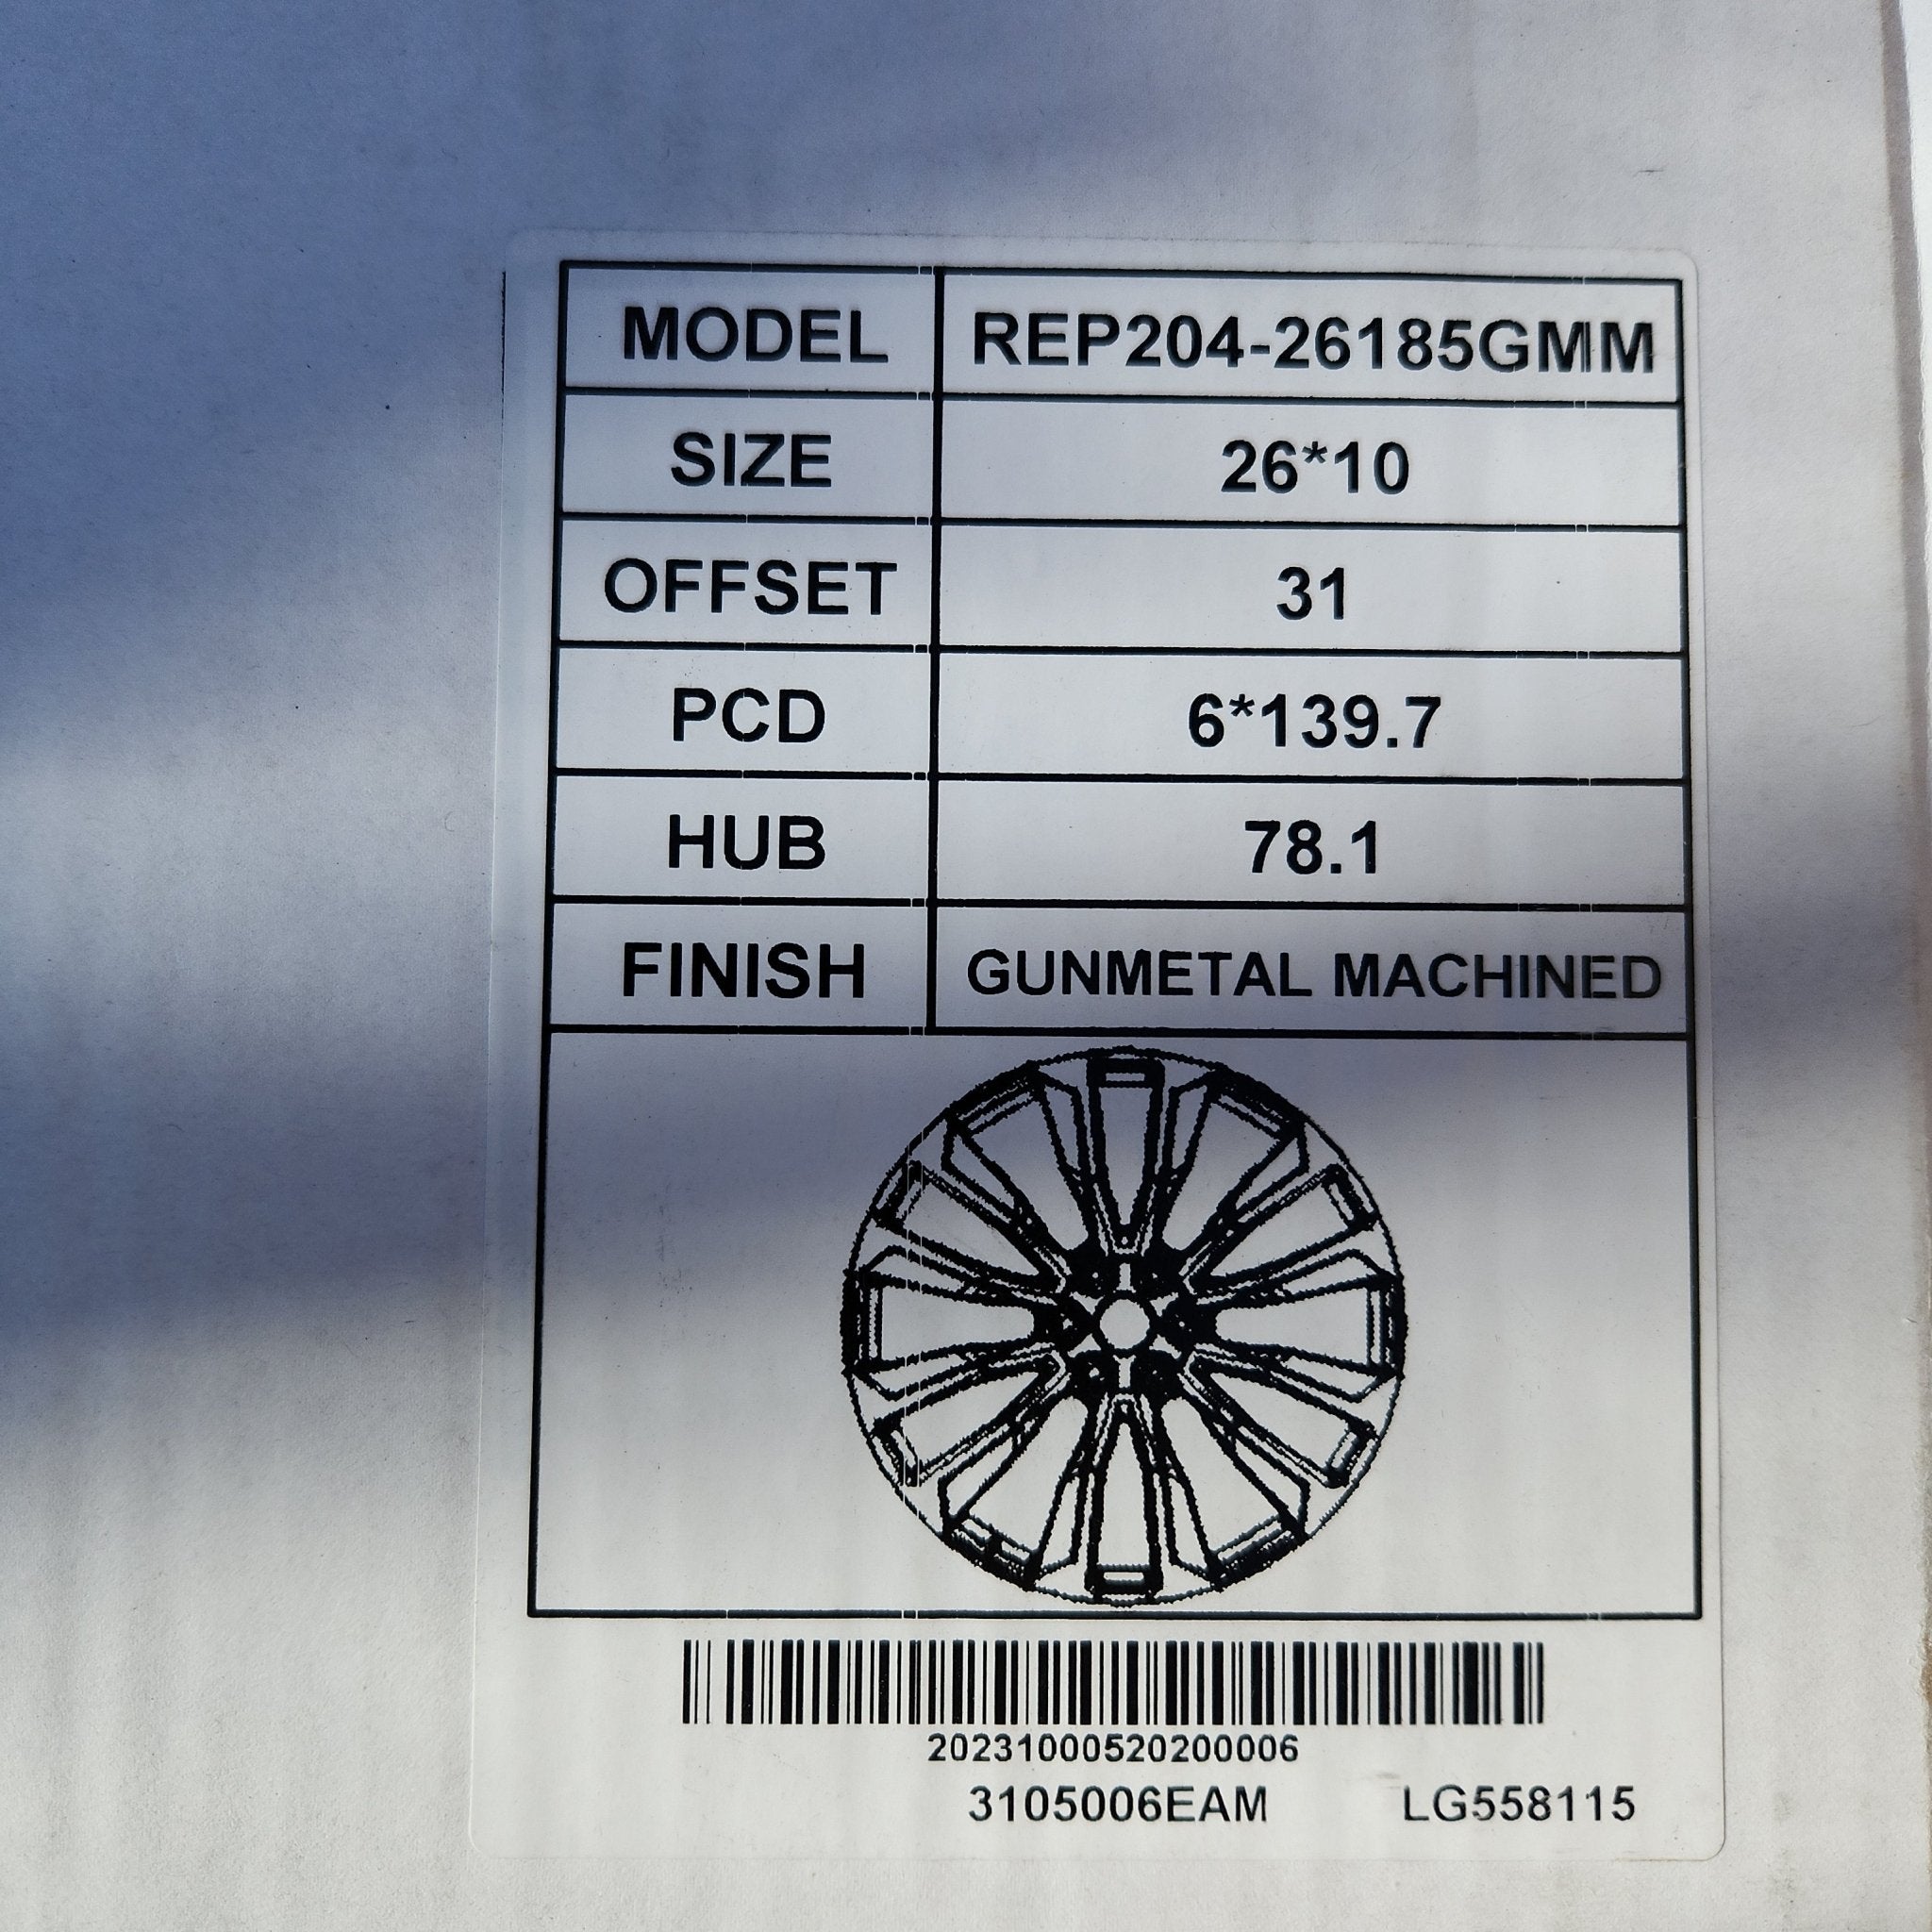 MODEL REP204-26185GMM
SIZE 26*10
OFFSET 31
PCD 6*139.7
HUB 78.1
FINISH GUNMETAL MACHINED
20231000520200006
3105006EAM LG558115